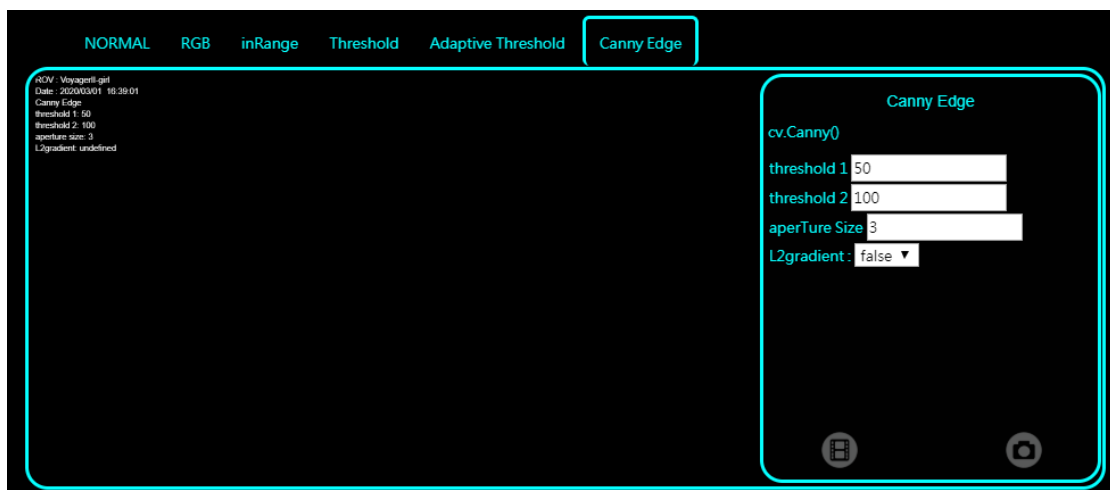 NORMAL RGB inRange Threshold Adaptive Threshold Canny Edge
ROV : VoyagerII-girl
Date : 2020/03/01 16:39:01
Canny Edge
threshold 1: 50
threshold 2: 100
aperture size: 3
L2gradient: undefined
Canny Edge
cv.Canny()
threshold 1 50
threshold 2 100
aperTure Size 3
L2gradient : false